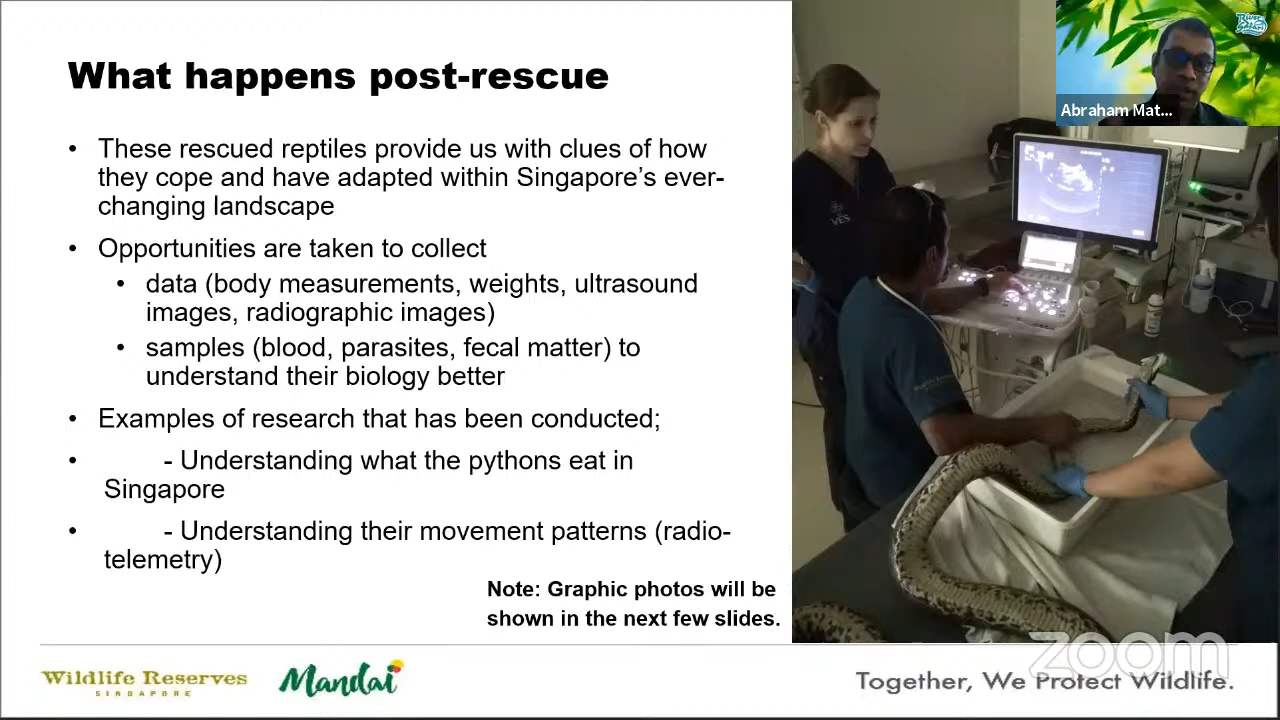 What happens post-rescue
• These rescued reptiles provide us with clues of how
they cope and have adapted within Singapore's ever-
changing landscape
• Opportunities are taken to collect
• data (body measurements, weights, ultrasound
images, radiographic images)
• samples (blood, parasites, fecal matter) to
understand their biology better
• Examples of research that has been conducted;
• - Understanding what the pythons eat in
Singapore
• - Understanding their movement patterns (radio-
telemetry)
Note: Graphic photos will be
shown in the next few slides.
Abraham Mat...
VES
Wildlife Reserves
SINGAPORE
Mandai
zoom
Together, We Protect Wildlife.